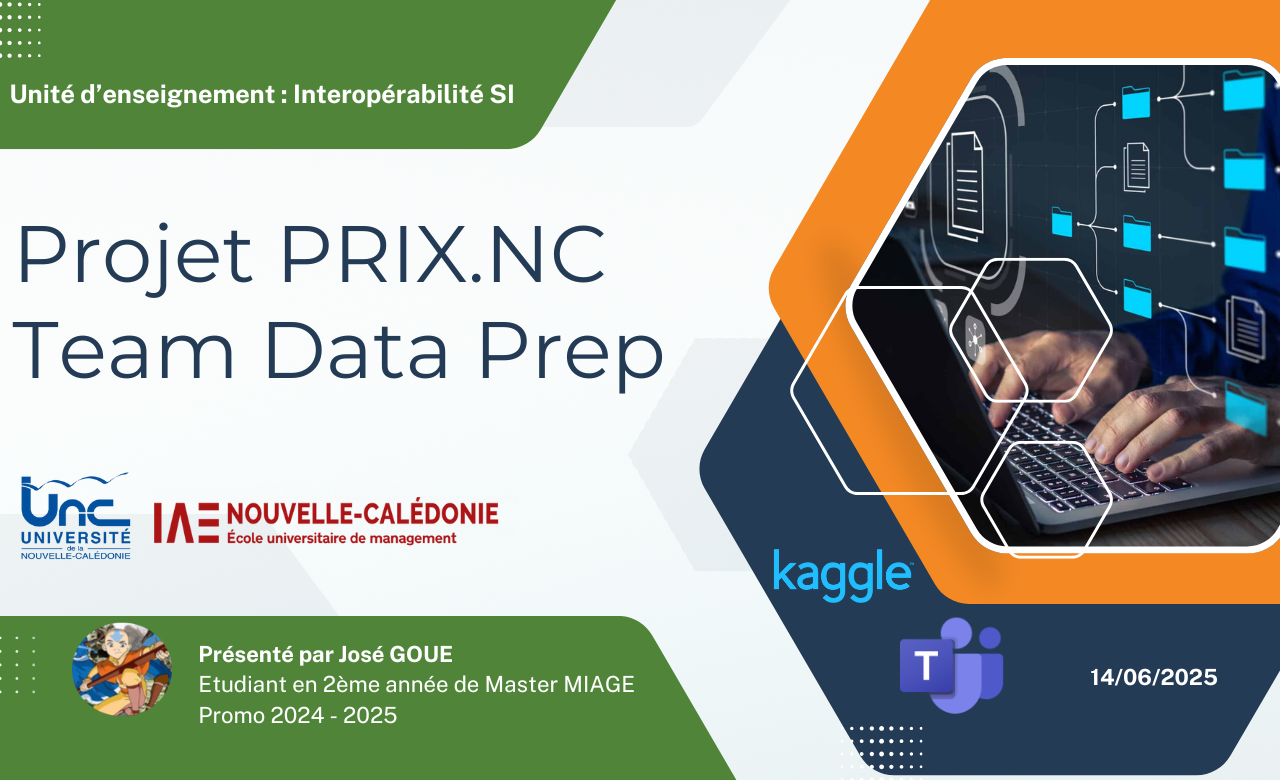 Unité d’enseignement : Interopérabilité SI
Projet PRIX.NC
Team Data Prep
Unc
UNIVERSITÉ
de la
NOUVELLE-CALÉDONIE
IAE NOUVELLE-CALÉDONIE
École universitaire de management
kaggle
T
Présenté par José GOUE
Etudiant en 2ème année de Master MIAGE
Promo 2024 - 2025
14/06/2025